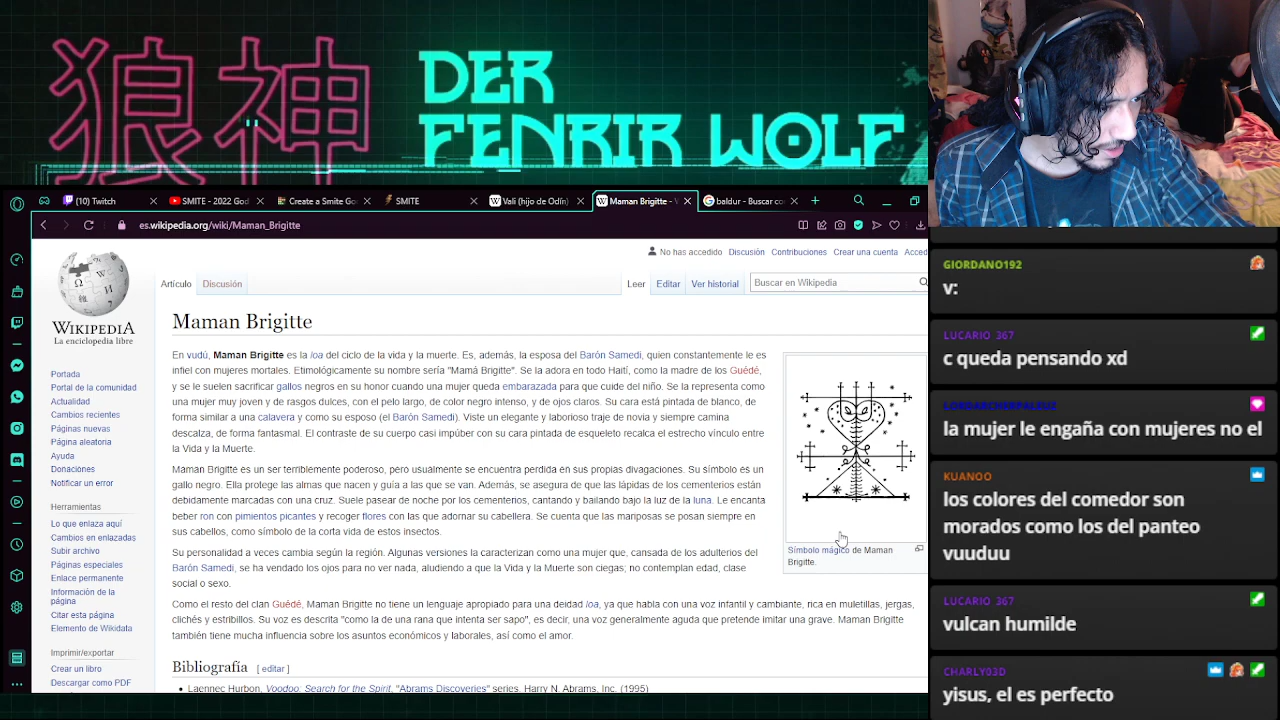 狼神
DER
FENRIR WOLF
(10) Twitch
SMITE - 2022 God
Create a Smite Go
SMITE
Vali (hijo de Odín)
Maman Brigitte -
baldur - Buscar co
es.wikipedia.org/wiki/Maman_Brigitte
No has accedido
Discusión
Contribuciones
Crear una cuenta
Acced
Artículo
Discusión
Leer
Editar
Ver historial
Buscar en Wikipedia
WIKIPEDIA
La enciclopedia libre
Portada
Portal de la comunidad
Actualidad
Cambios recientes
Páginas nuevas
Página aleatoria
Ayuda
Donaciones
Notificar un error
Herramientas
Lo que enlaza aquí
Cambios en enlazadas
Subir archivo
Páginas especiales
Enlace permanente
Información de la
página
Citar esta página
Elemento de Wikidata
Imprimir/exportar
Crear un libro
Descargar como PDF
Maman Brigitte
En vudú, Maman Brigitte es la loa del ciclo de la vida y la muerte. Es, además, la esposa del Barón Samedi, quien constantemente le es
infiel con mujeres mortales. Etimológicamente su nombre sería "Mamá Brigitte". Se la adora en todo Haití, como la madre de los Guédé,
y se le suelen sacrificar gallos negros en su honor cuando una mujer queda embarazada para que cuide del niño. Se la representa como
una mujer muy joven y de rasgos dulces, con el pelo largo, de color negro intenso, y de ojos claros. Su cara está pintada de blanco, de
forma similar a una calavera y como su esposo (el Barón Samedi). Viste un elegante y laborioso traje de novia y siempre camina
descalza, de forma fantasmal. El contraste de su cuerpo casi impúber con su cara pintada de esqueleto recalca el estrecho vínculo entre
la Vida y la Muerte.
Maman Brigitte es un ser terriblemente poderoso, pero usualmente se encuentra perdida en sus propias divagaciones. Su símbolo es un
gallo negro. Ella protege las almas que nacen y guía a las que se van. Además, se asegura de que las lápidas de los cementerios están
debidamente marcadas con una cruz. Suele pasear de noche por los cementerios, cantando y bailando bajo la luz de la luna. Le encanta
beber ron con pimientos picantes y recoger flores con las que adornar su cabellera. Se cuenta que las mariposas se posan siempre en
sus cabellos, como símbolo de la corta vida de estos insectos.
Su personalidad a veces cambia según la región. Algunas versiones la caracterizan como una mujer que, cansada de los adulterios del
Barón Samedi, se ha vendado los ojos para no ver nada, aludiendo a que la Vida y la Muerte son ciegas; no contemplan edad, clase
social o sexo.
Como el resto del clan Guédé, Maman Brigitte no tiene un lenguaje apropiado para una deidad loa, ya que habla con una voz infantil y cambiante, rica en muletillas, jergas,
clichés y estribillos. Su voz es descrita "como la de una rana que intenta ser sapo", es decir, una voz generalmente aguda que pretende imitar una grave. Maman Brigitte
también tiene mucha influencia sobre los asuntos económicos y laborales, así como el amor.
Bibliografía [ editar ]
Laennec Hurbon, Voodoo: Search for the Spirit, "Abrams Discoveries" series. Harry N. Abrams, Inc. (1995)
Símbolo mágico de Maman
Brigitte.
GIORDANO192
v:
LUCARIO_367
c queda pensando xd
la mujer le engaña con mujeres no el
KUANOO
los colores del comedor son
morados como los del panteo
vuuduu
LUCARIO_367
vulcan humilde
CHARLY03D
yisus, el es perfecto